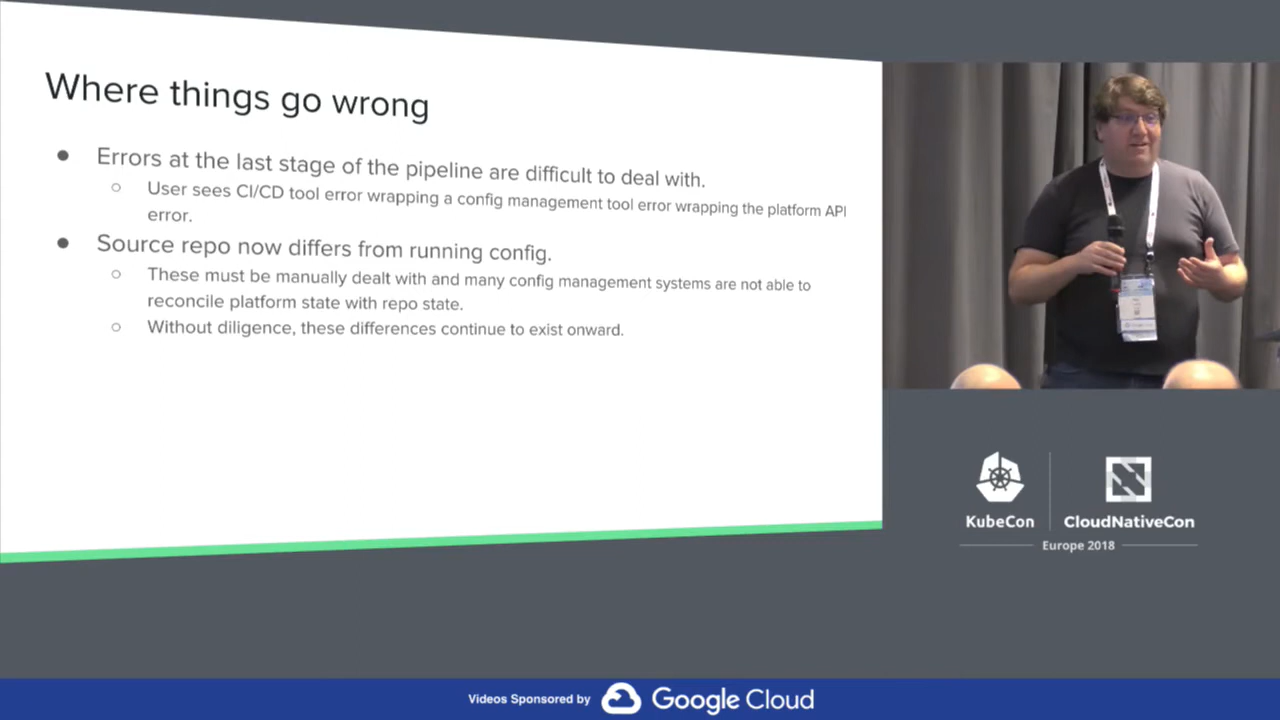 Where things go wrong
● Errors at the last stage of the pipeline are difficult to deal with.
○ User sees CI/CD tool error wrapping a config management tool error wrapping the platform API
error.
● Source repo now differs from running config.
○ These must be manually dealt with and many config management systems are not able to
reconcile platform state with repo state.
○ Without diligence, these differences continue to exist onward.
KubeCon
CloudNativeCon
Europe 2018
Videos Sponsored by Google Cloud